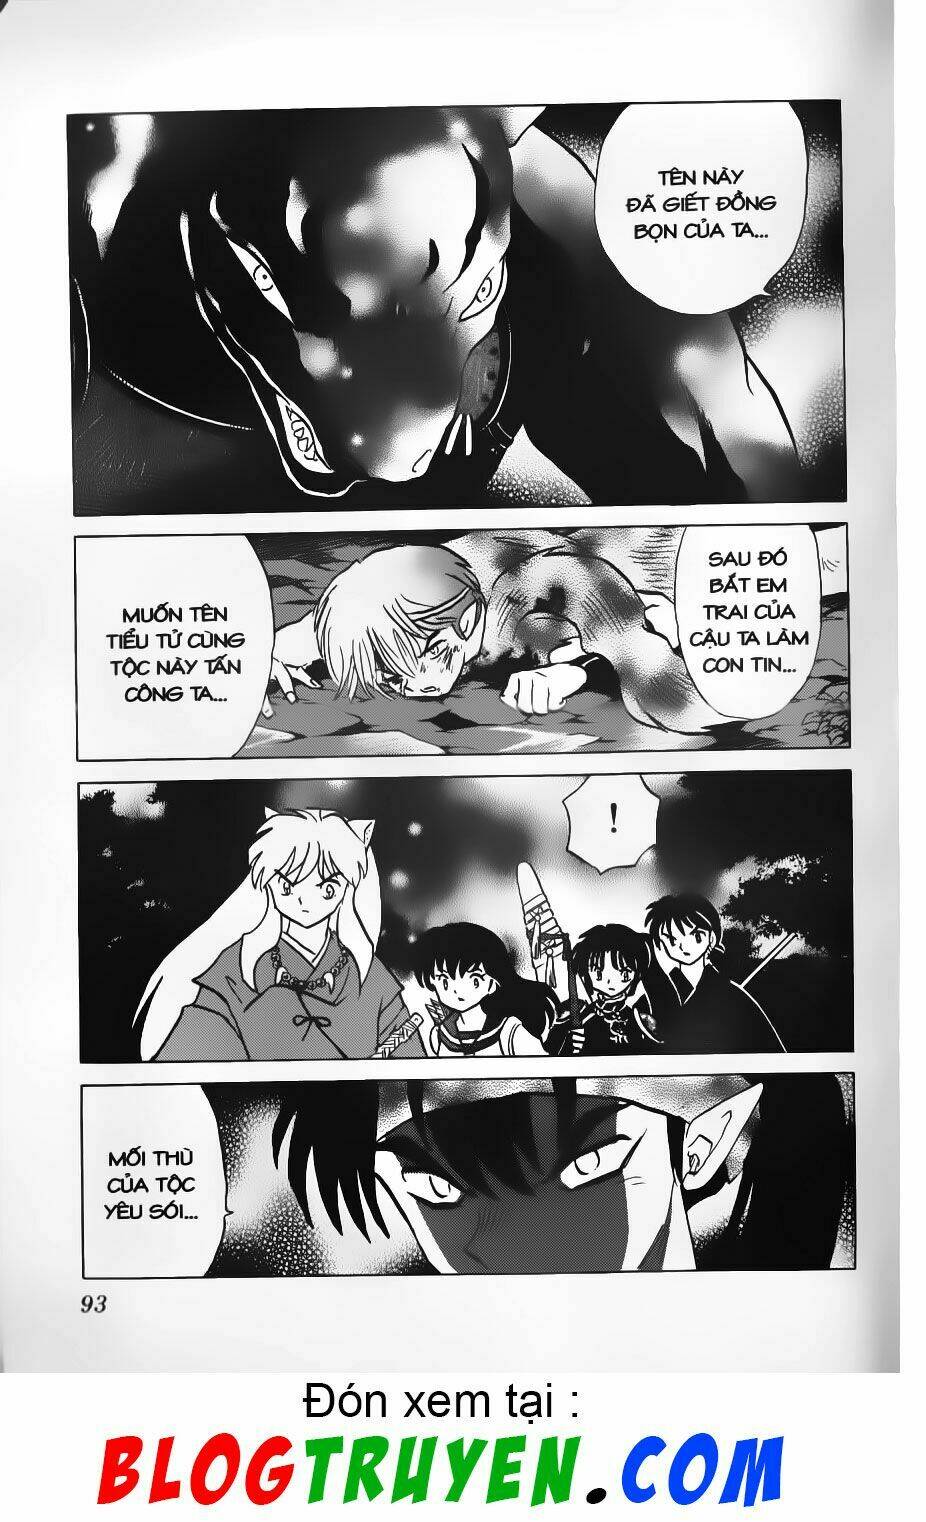 TÊN NÀY
ĐÃ GIẾT ĐỒNG
BỌN CỦA TA...
SAU ĐÓ
BẮT EM
TRAI CỦA
CẬU TA LÀM
CON TIN...
MUỐN TÊN
TIỂU TỬ CÙNG
TỘC NÀY TẤN
CÔNG TA...
!
MỐI THÙ
CỦA TỘC
YÊU SÓI...
93
Đón xem tại :
BLOGTRUYEN.COM